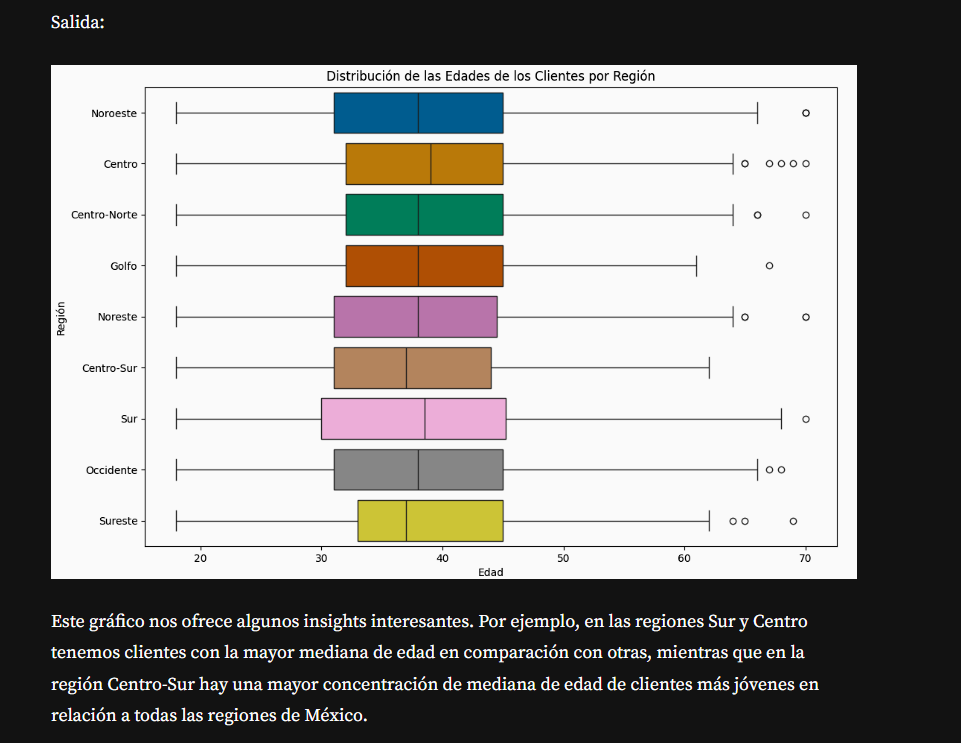 Salida:
Distribución de las Edades de los Clientes por Región
Noroeste
Centro
Centro-Norte
Golfo
Noreste
Centro-Sur
Sur
Occidente
Sureste
Región
20 30 40 50 60 70
Edad
Este gráfico nos ofrece algunos insights interesantes. Por ejemplo, en las regiones Sur y Centro
tenemos clientes con la mayor mediana de edad en comparación con otras, mientras que en la
región Centro-Sur hay una mayor concentración de mediana de edad de clientes más jóvenes en
relación a todas las regiones de México.